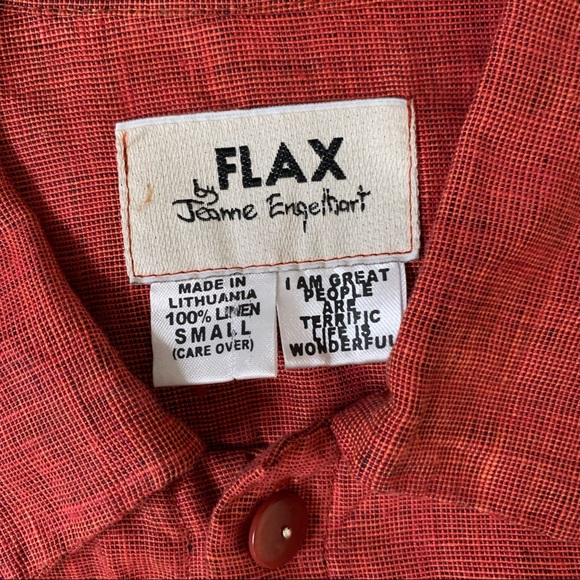 FLAX
by
Jeanne Engelhart
MADE IN
LITHUANIA
100% LINEN
SMALL
(CARE OVER)
I AM GREAT
PEOPLE
ARE
TERRIFIC
LIFE IS
WONDERFUL